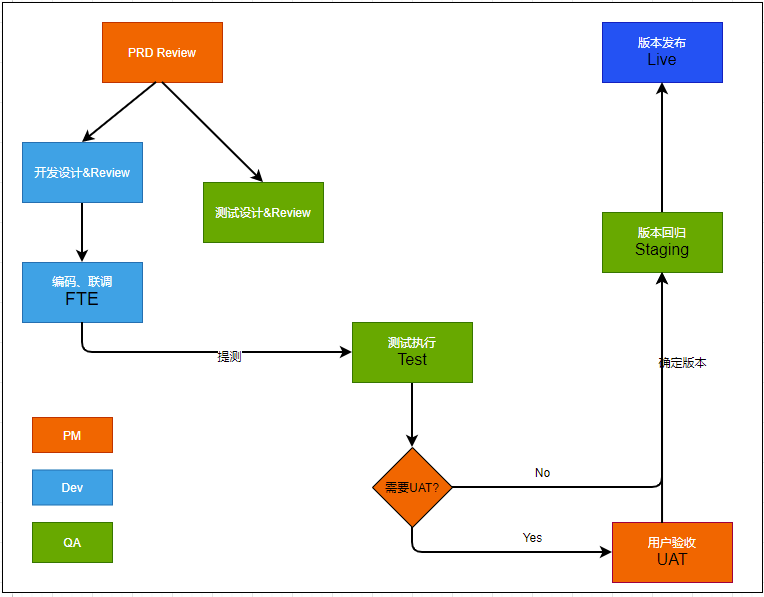 PRD Review
版本发布
Live
开发设计&Review
测试设计&Review
版本回归
Staging
编码、联调
FTE
提测
测试执行
Test
确定版本
PM
Dev
QA
需要UAT?
No
Yes
用户验收
UAT